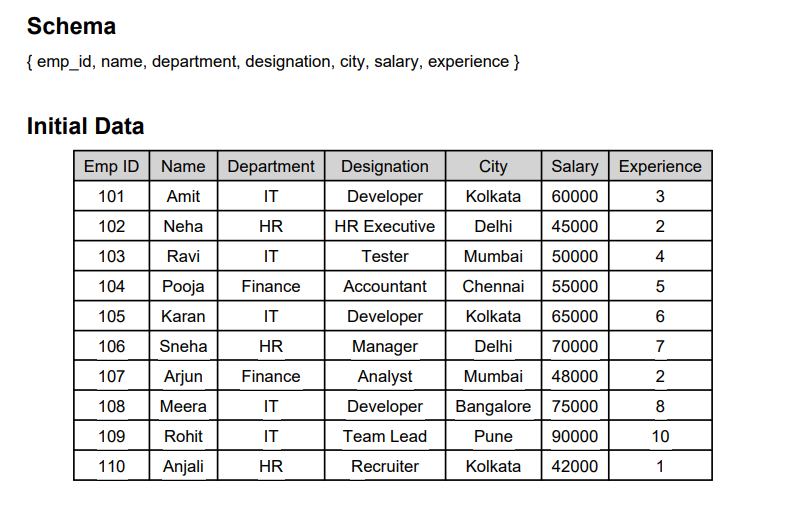 Schema
{ emp_id, name, department, designation, city, salary, experience }
Initial Data
Emp ID Name Department Designation City Salary Experience
101 Amit IT Developer Kolkata 60000 3
102 Neha HR HR Executive Delhi 45000 2
103 Ravi IT Tester Mumbai 50000 4
104 Pooja Finance Accountant Chennai 55000 5
105 Karan IT Developer Kolkata 65000 6
106 Sneha HR Manager Delhi 70000 7
107 Arjun Finance Analyst Mumbai 48000 2
108 Meera IT Developer Bangalore 75000 8
109 Rohit IT Team Lead Pune 90000 10
110 Anjali HR Recruiter Kolkata 42000 1